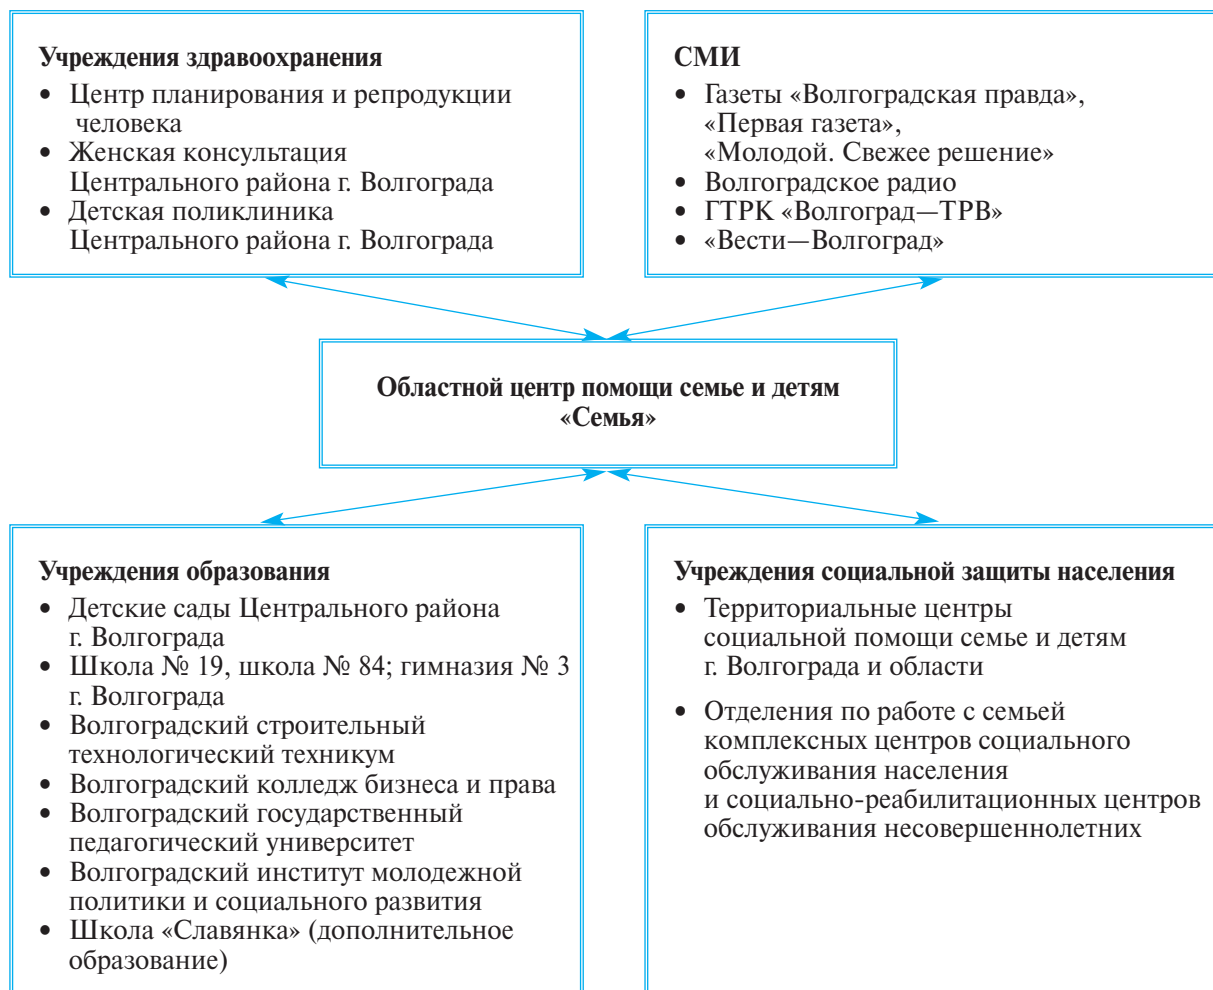 Учреждения здравоохранения
• Центр планирования и репродукции
человека
• Женская консультация
Центрального района г. Волгограда
• Детская поликлиника
Центрального района г. Волгограда
СМИ
• Газеты «Волгоградская правда»,
«Первая газета»,
«Молодой. Свежее решение»
• Волгоградское радио
• ГТРК «Волгоград—ТРВ»
• «Вести—Волгоград»
Областной центр помощи семье и детям
«Семья»
Учреждения образования
• Детские сады Центрального района
г. Волгограда
• Школа № 19, школа № 84; гимназия № 3
г. Волгограда
• Волгоградский строительный
технологический техникум
• Волгоградский колледж бизнеса и права
• Волгоградский государственный
педагогический университет
• Волгоградский институт молодежной
политики и социального развития
• Школа «Славянка» (дополнительное
образование)
Учреждения социальной защиты населения
• Территориальные центры
социальной помощи семье и детям
г. Волгограда и области
• Отделения по работе с семьей
комплексных центров социального
обслуживания населения
и социально-реабилитационных центров
обслуживания несовершеннолетних